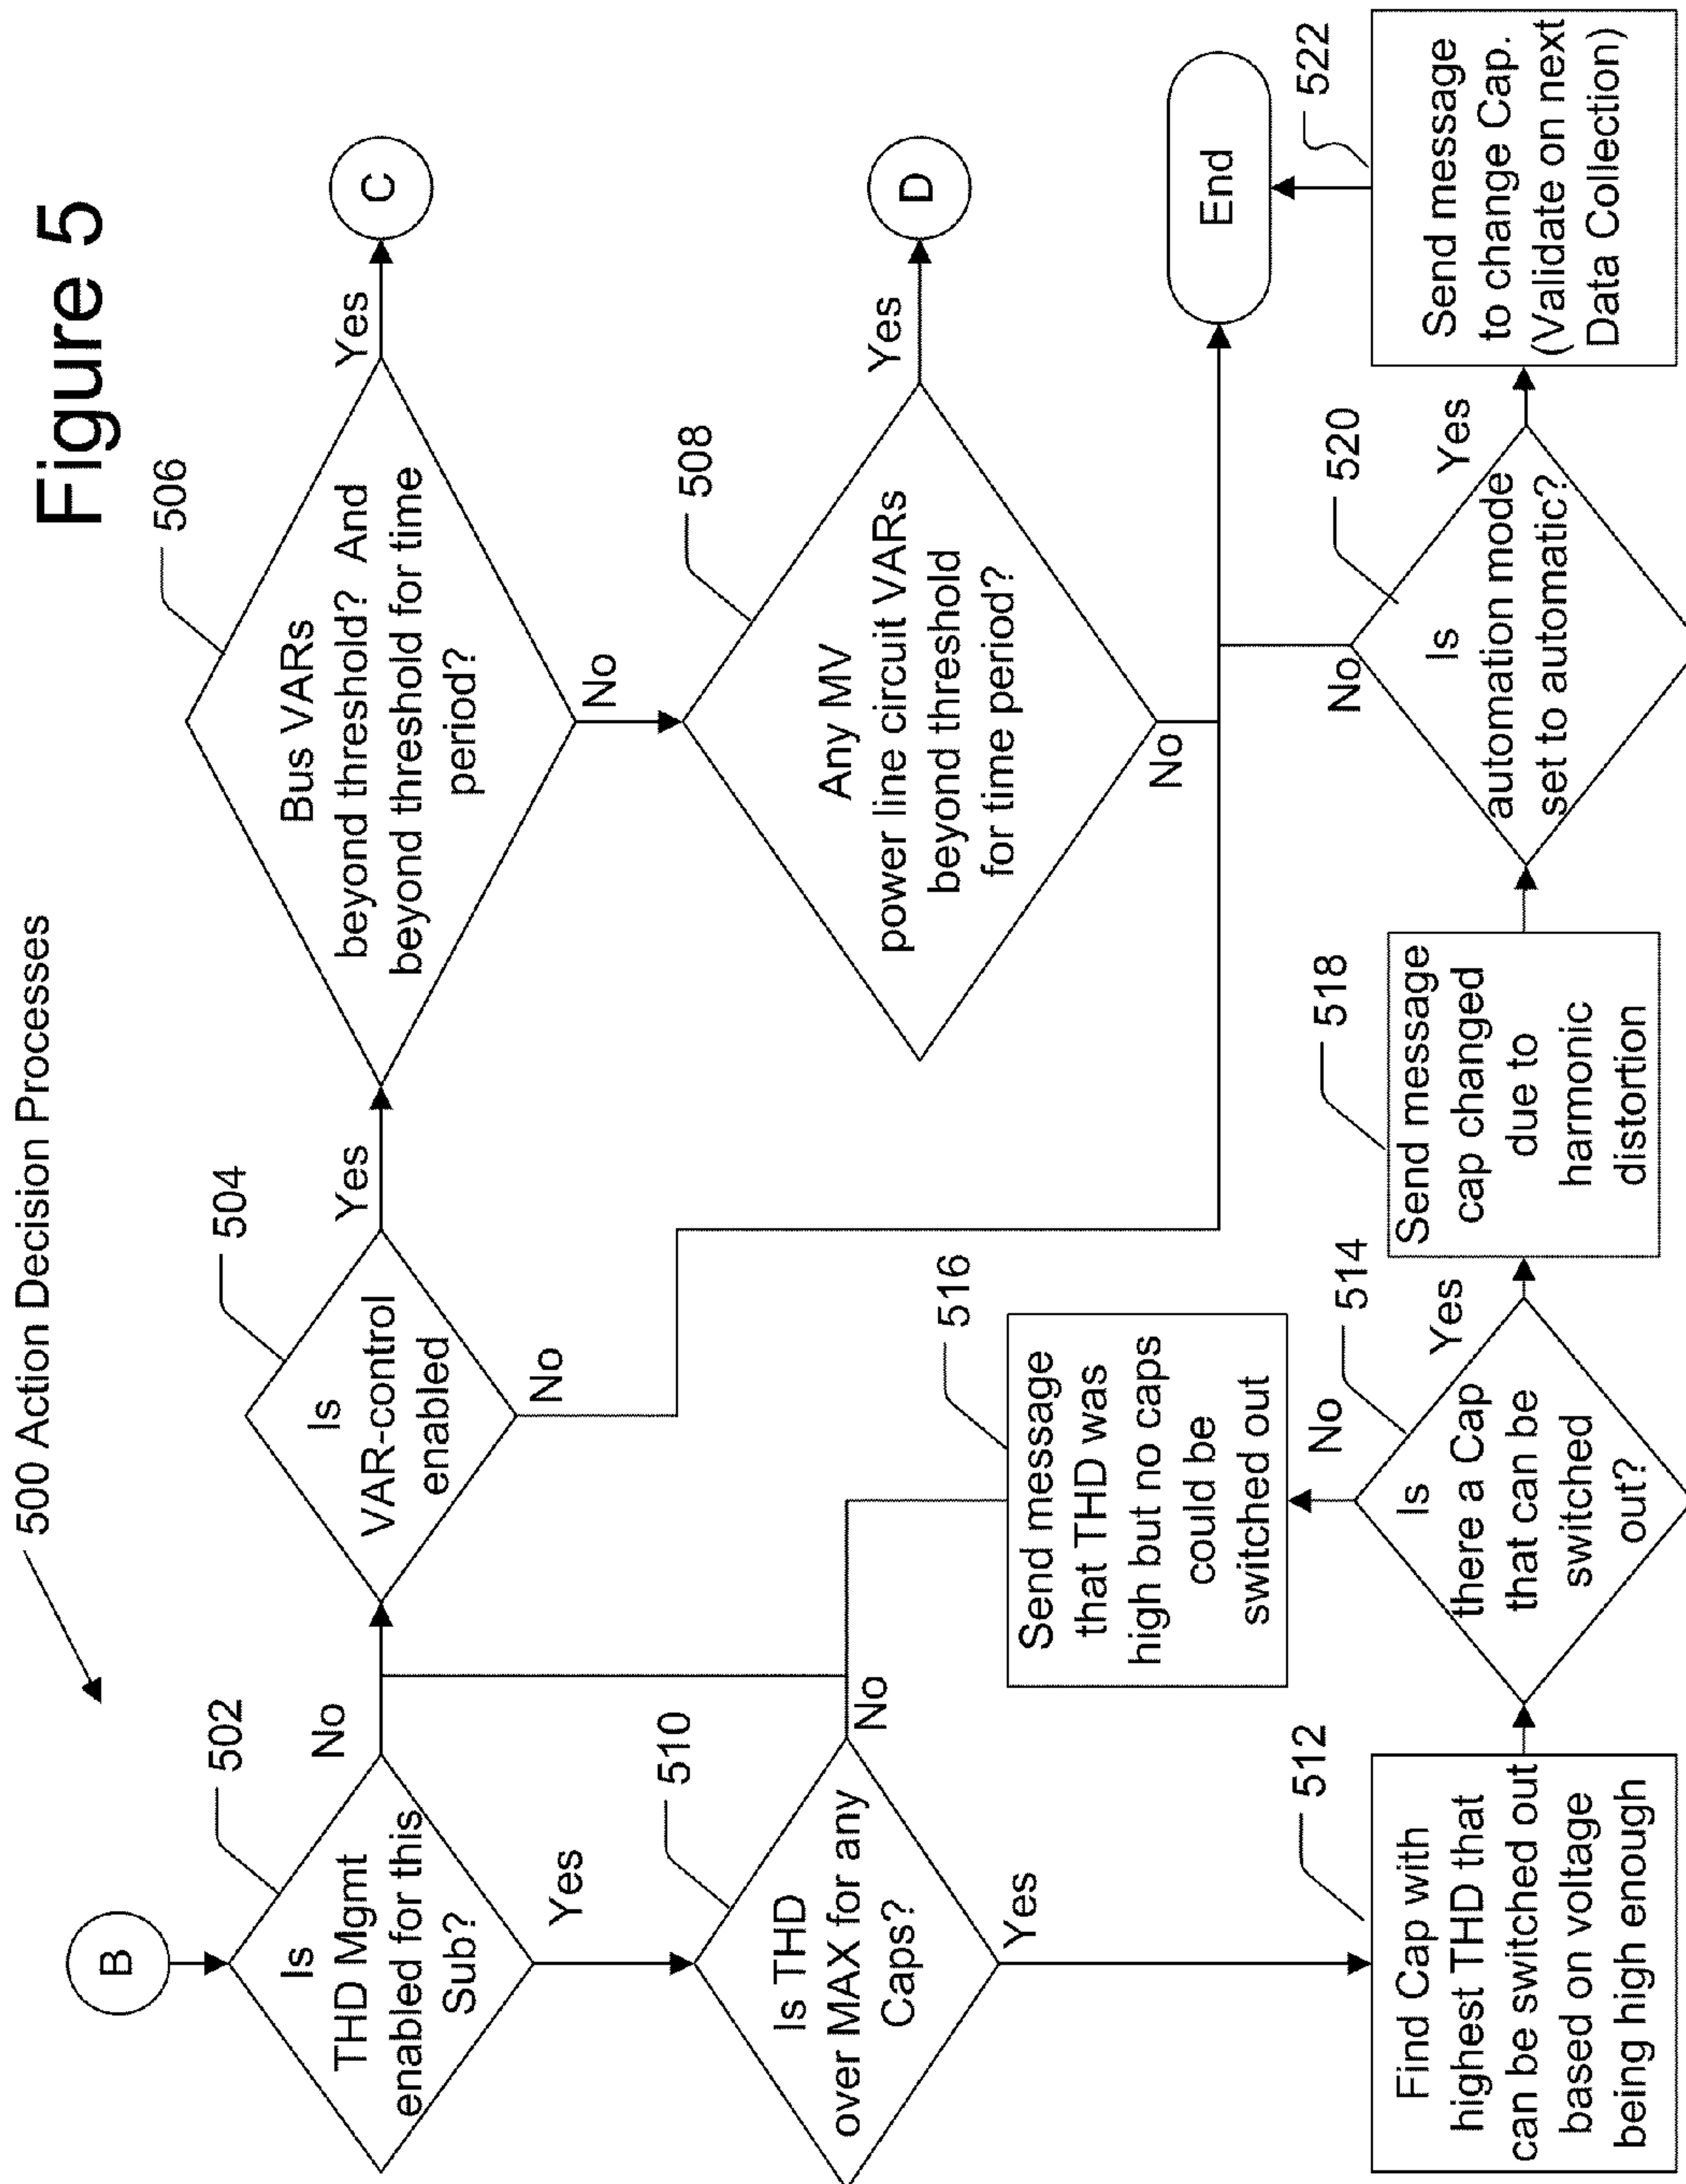 Figure 5
500 Action Decision Processes
B
502
Is
THD Mgmt
enabled for this
Sub?
No
Yes
504
Is
VAR-control
enabled
Yes
No
506
Bus VARs
beyond threshold? And
beyond threshold for time
period?
Yes
No
C
508
Any MV
power line circuit VARs
beyond threshold
for time period?
Yes
No
D
510
Is THD
over MAX for any
Caps?
No
Yes
512
Find Cap with
highest THD that
can be switched out
based on voltage
being high enough
514
Is
there a Cap
that can be
switched
out?
No
Yes
516
Send message
that THD was
high but no caps
could be
switched out
518
Send message
cap changed
due to
harmonic
distortion
520
Is
automation mode
set to automatic?
No
Yes
522
Send message
to change Cap.
(Validate on next
Data Collection)
End